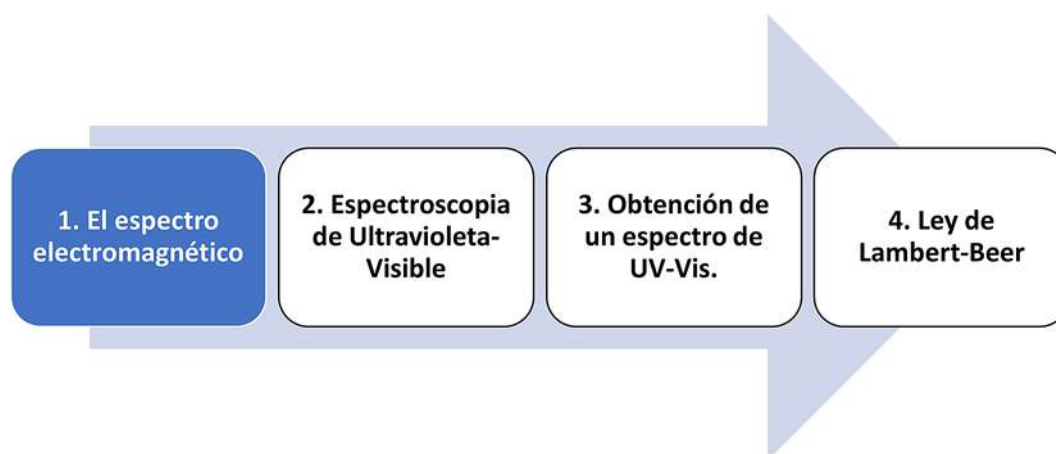 1. El espectro
electromagnético
2. Espectroscopia
de Ultravioleta-
Visible
3. Obtención de
un espectro de
UV-Vis.
4. Ley de
Lambert-Beer